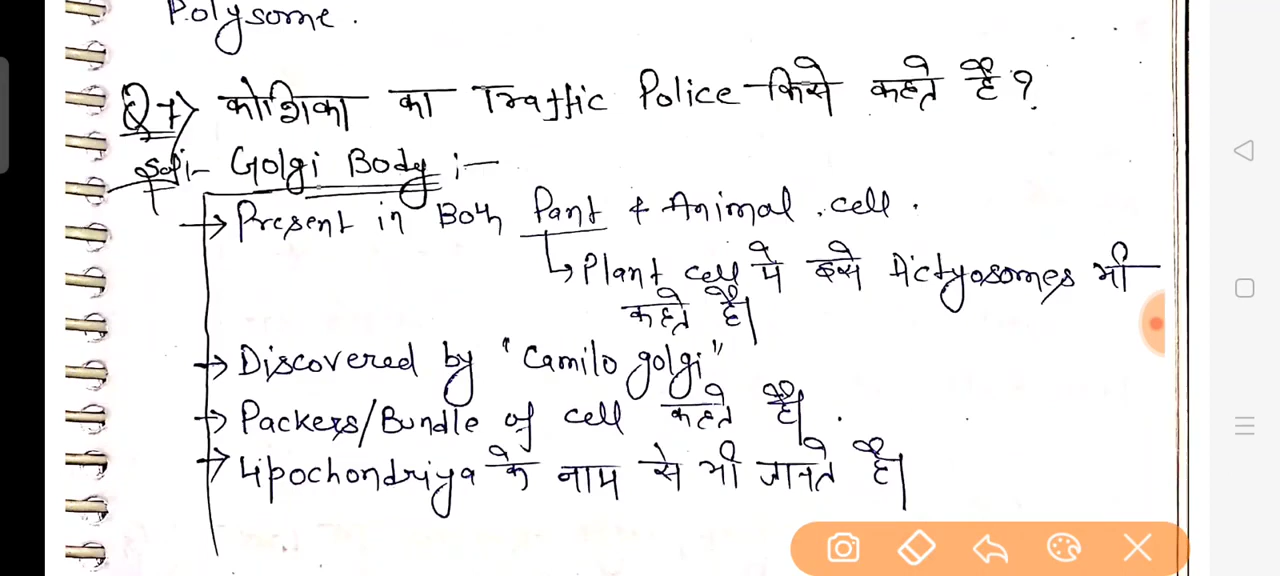 Polysome.
Q7> कोशिका का Traffic Police किसे कहते है?
Sol:- Golgi Body :-
→ Present in Both Pant & Animal cell.
↳ Plant cell मे इसे Dictyosomes भी
कहते है।
→ Discovered by "Camilo golgi"
→ Packers/Bundle of cell कहते है।
→ Lipochondriya के नाम से भी जानते है।